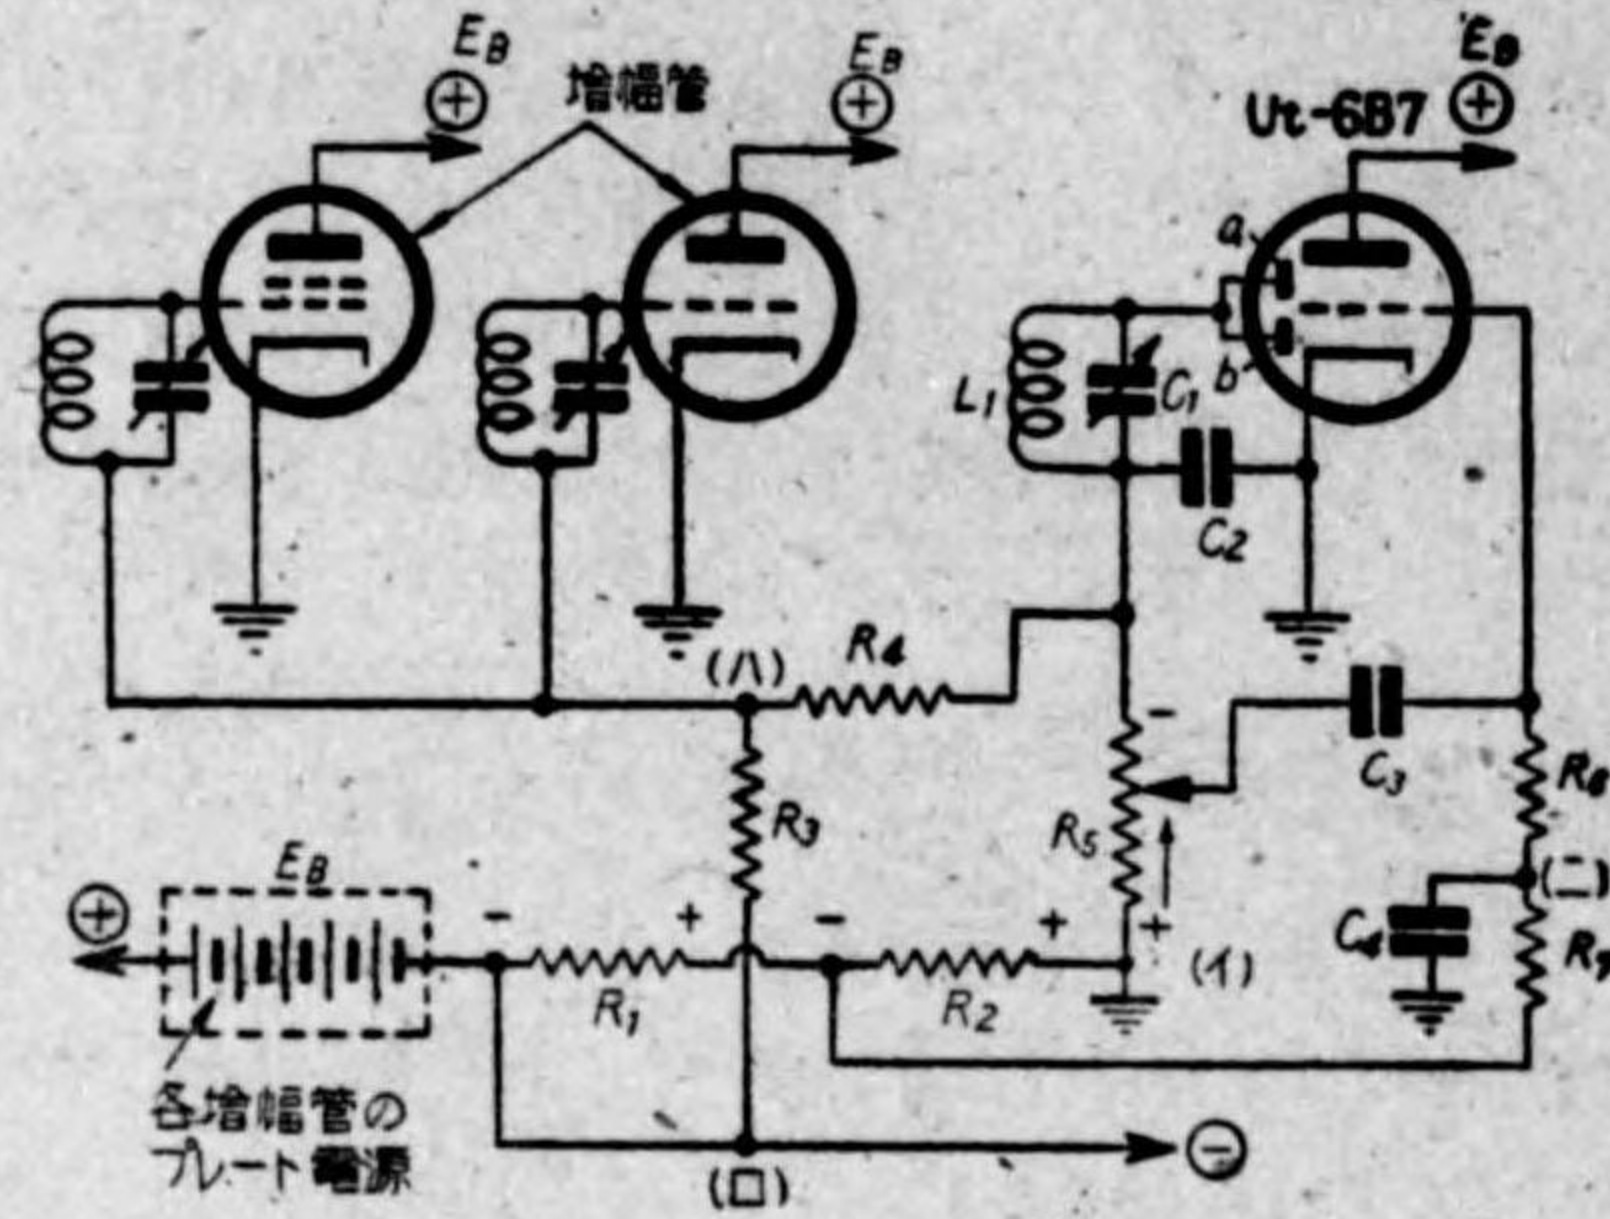 EB
⊕
増幅管
EB
⊕
EB
Ut-6B7 ⊕
a
b
L1
C1
C2
(ハ)
R4
-
C3
R6
R3
R5
(ニ)
EB
⊕
-
+
-
+
+
C4
R7
(イ)
R1
R2
各増幅管の
プレート電源
(ロ)
⊖